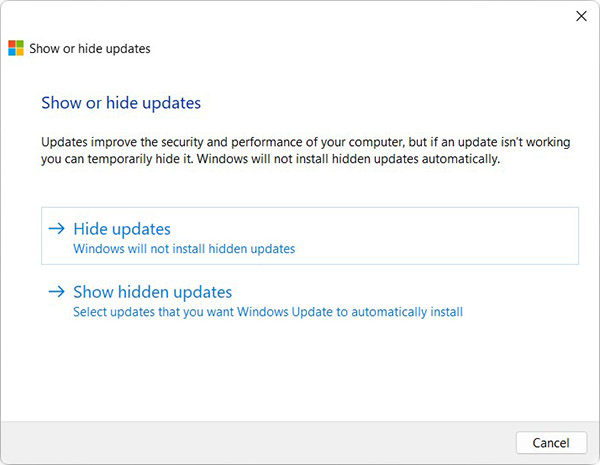 Show or hide updates
Show or hide updates
Updates improve the security and performance of your computer, but if an update isn't working
you can temporarily hide it. Windows will not install hidden updates automatically.
Hide updates
Windows will not install hidden updates
Show hidden updates
Select updates that you want Windows Update to automatically install
Cancel